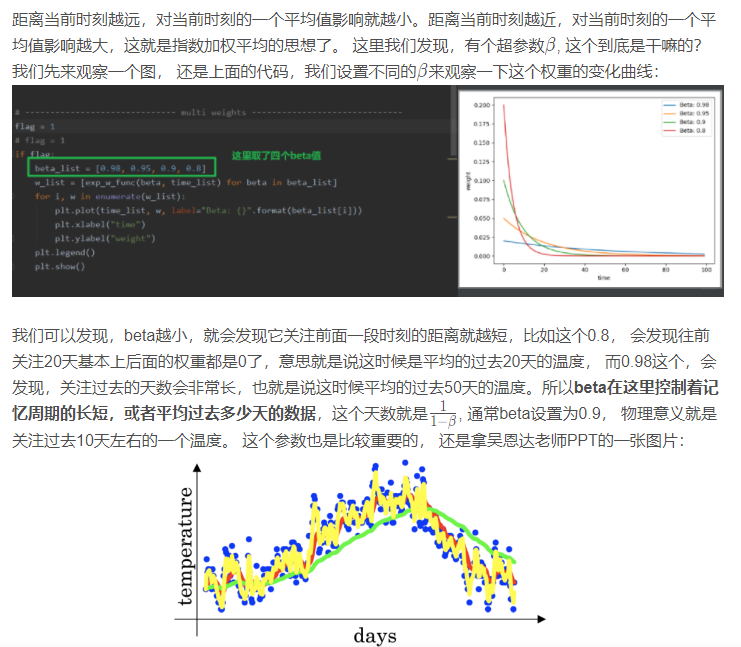 距离当前时刻越远，对当前时刻的一个平均值影响就越小。距离当前时刻越近，对当前时刻的一个平
均值影响越大，这就是指数加权平均的思想了。 这里我们发现，有个超参数β, 这个到底是干嘛的？
我们先来观察一个图， 还是上面的代码，我们设置不同的β来观察一下这个权重的变化曲线：
# ---------------------------- multi weights ----------------------------
flag = 1
# flag = 1
if flag:
beta_list = [0.98, 0.95, 0.9, 0.8]
这里取了四个beta值
w_list = [exp_w_func(beta, time_list) for beta in beta_list]
for i, w in enumerate(w_list):
plt.plot(time_list, w, label="Beta: {}".format(beta_list[i]))
plt.xlabel("time")
plt.ylabel("weight")
plt.legend()
plt.show()
0.200
0.175
0.150
0.125
0.100
0.075
0.050
0.025
0.000
weight
Beta: 0.98
Beta: 0.95
Beta: 0.9
Beta: 0.8
0 20 40 60 80 100
time
我们可以发现，beta越小，就会发现它关注前面一段时刻的距离就越短，比如这个0.8， 会发现往前
关注20天基本上后面的权重都是0了，意思就是说这时候是平均的过去20天的温度， 而0.98这个，会
发现，关注过去的天数会非常长，也就是说这时候平均的过去50天的温度。所以beta在这里控制着记
忆周期的长短，或者平均过去多少天的数据，这个天数就是1/(1−β), 通常beta设置为0.9， 物理意义就是
关注过去10天左右的一个温度。 这个参数也是比较重要的， 还是拿吴恩达老师PPT的一张图片：
temperature
days